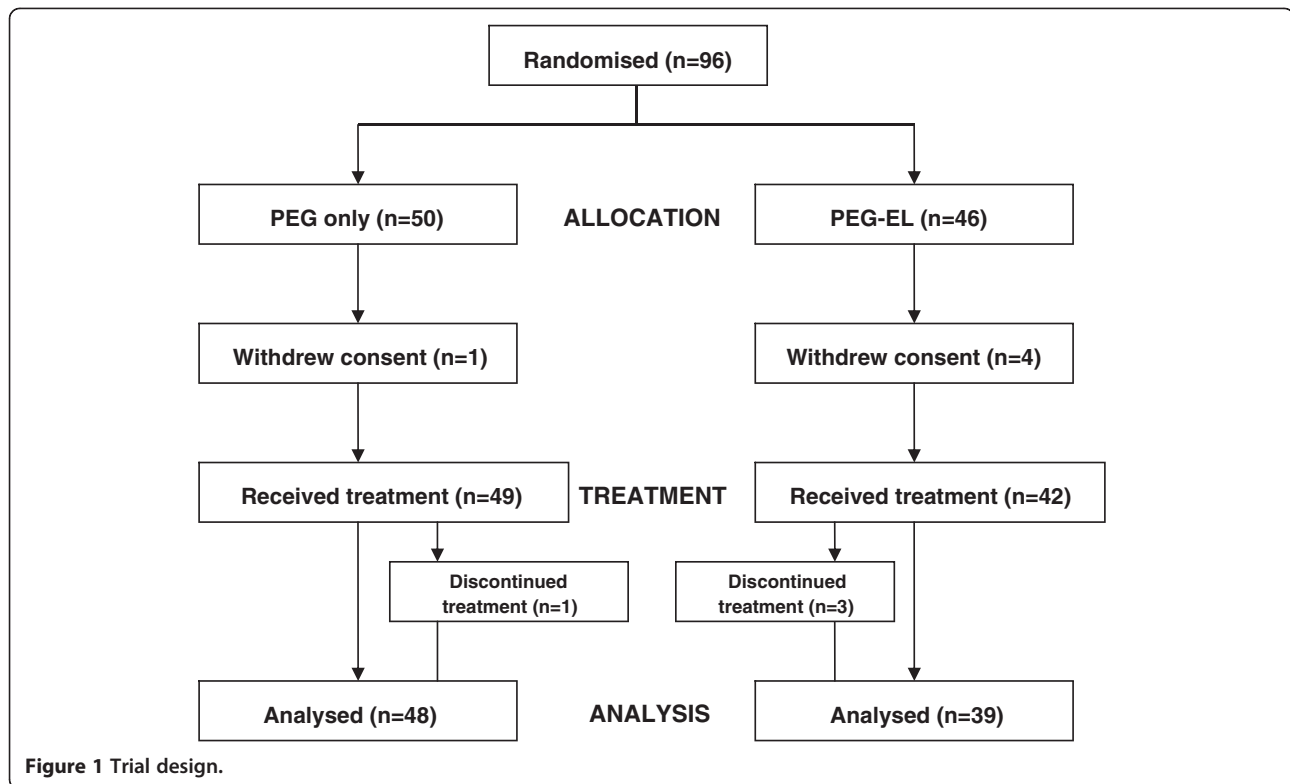 Randomised (n=96)
PEG only (n=50)
ALLOCATION
PEG-EL (n=46)
Withdrew consent (n=1)
Withdrew consent (n=4)
Received treatment (n=49)
TREATMENT
Received treatment (n=42)
Discontinued
treatment (n=1)
Discontinued
treatment (n=3)
Analysed (n=48)
ANALYSIS
Analysed (n=39)
Figure 1 Trial design.